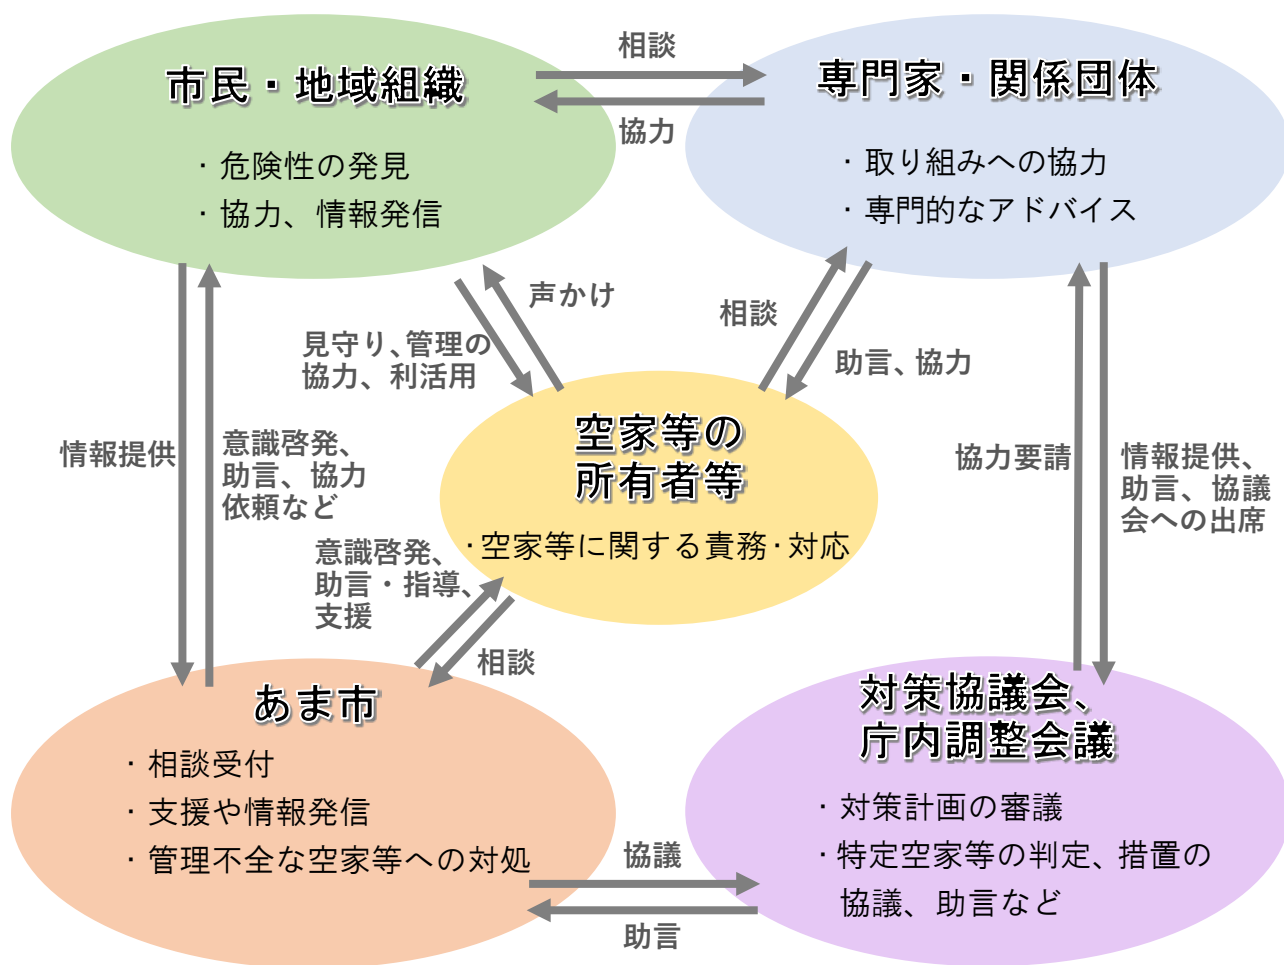 相談
市民・地域組織
専門家・関係団体
協力
・危険性の発見
・協力、情報発信
・取り組みへの協力
・専門的なアドバイス
声かけ
見守り、管理の
協力、利活用
相談
助言、協力
空家等の
所有者等
・空家等に関する責務・対応
情報提供
意識啓発、
助言、協力
依頼など
協力要請
情報提供、
助言、協議
会への出席
意識啓発、
助言・指導、
支援
相談
あま市
・相談受付
・支援や情報発信
・管理不全な空家等への対処
対策協議会、
庁内調整会議
・対策計画の審議
・特定空家等の判定、措置の
協議、助言など
協議
助言